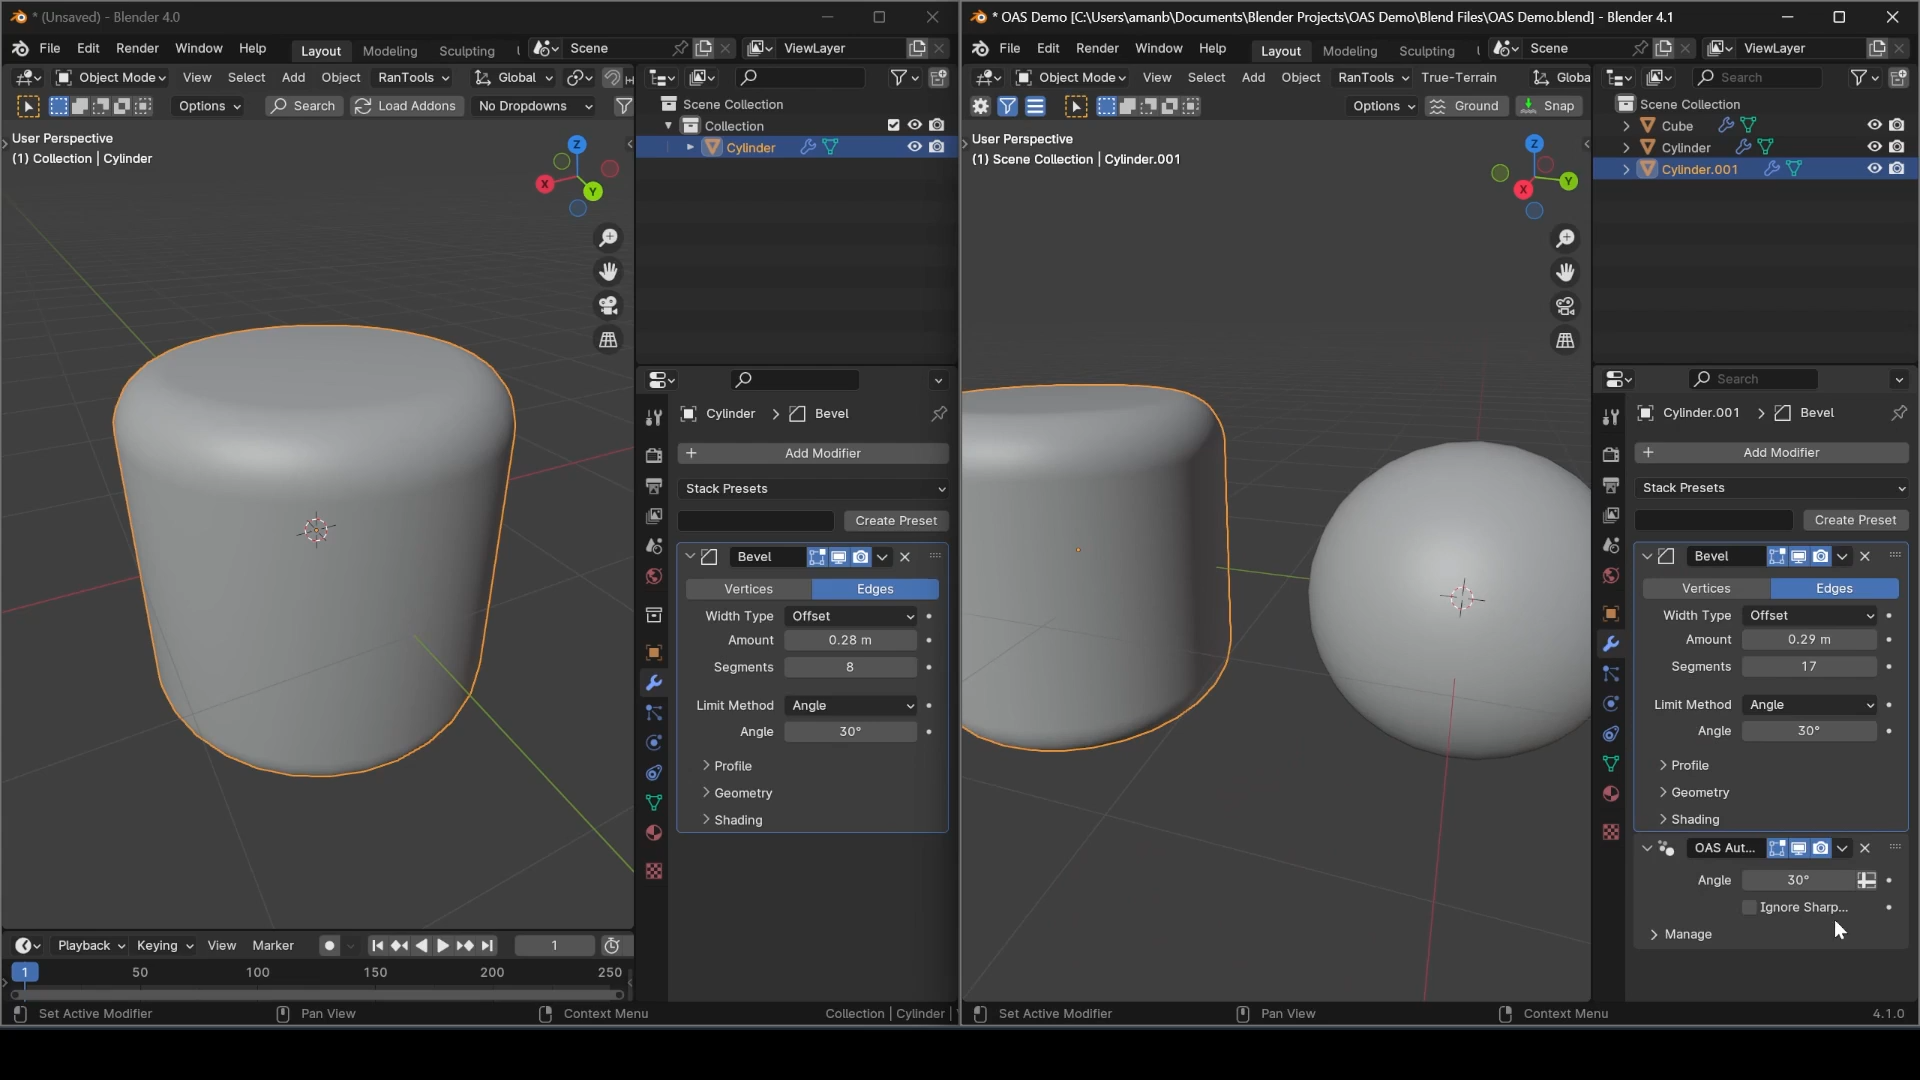 * (Unsaved) - Blender 4.0
File Edit Render Window Help Layout Modeling Sculpting Scene ViewLayer
Object Mode View Select Add Object RanTools Global
Options Search Load Addons No Dropdowns
User Perspective
(1) Collection | Cylinder
Z
X
Y
Scene Collection
Collection
Cylinder
Cylinder > Bevel
+ Add Modifier
Stack Presets
Create Preset
Bevel
Vertices Edges
Width Type Offset
Amount 0.28 m
Segments 8
Limit Method Angle
Angle 30°
Profile
Geometry
Shading
Playback Keying View Marker 1
1 50 100 150 200 250
Set Active Modifier Pan View Context Menu Collection | Cylinder |
* OAS Demo [C:\Users\amanb\Documents\Blender Projects\OAS Demo\Blend Files\OAS Demo.blend] - Blender 4.1
File Edit Render Window Help Layout Modeling Sculpting Scene ViewLayer
Object Mode View Select Add Object RanTools True-Terrain Globa
Options Ground Snap
User Perspective
(1) Scene Collection | Cylinder.001
Z
X
Y
Search
Scene Collection
Cube
Cylinder
Cylinder.001
Search
Cylinder.001 > Bevel
+ Add Modifier
Stack Presets
Create Preset
Bevel
Vertices Edges
Width Type Offset
Amount 0.29 m
Segments 17
Limit Method Angle
Angle 30°
Profile
Geometry
Shading
OAS Aut...
Angle 30°
Ignore Sharp...
Manage
Set Active Modifier Pan View Context Menu 4.1.0